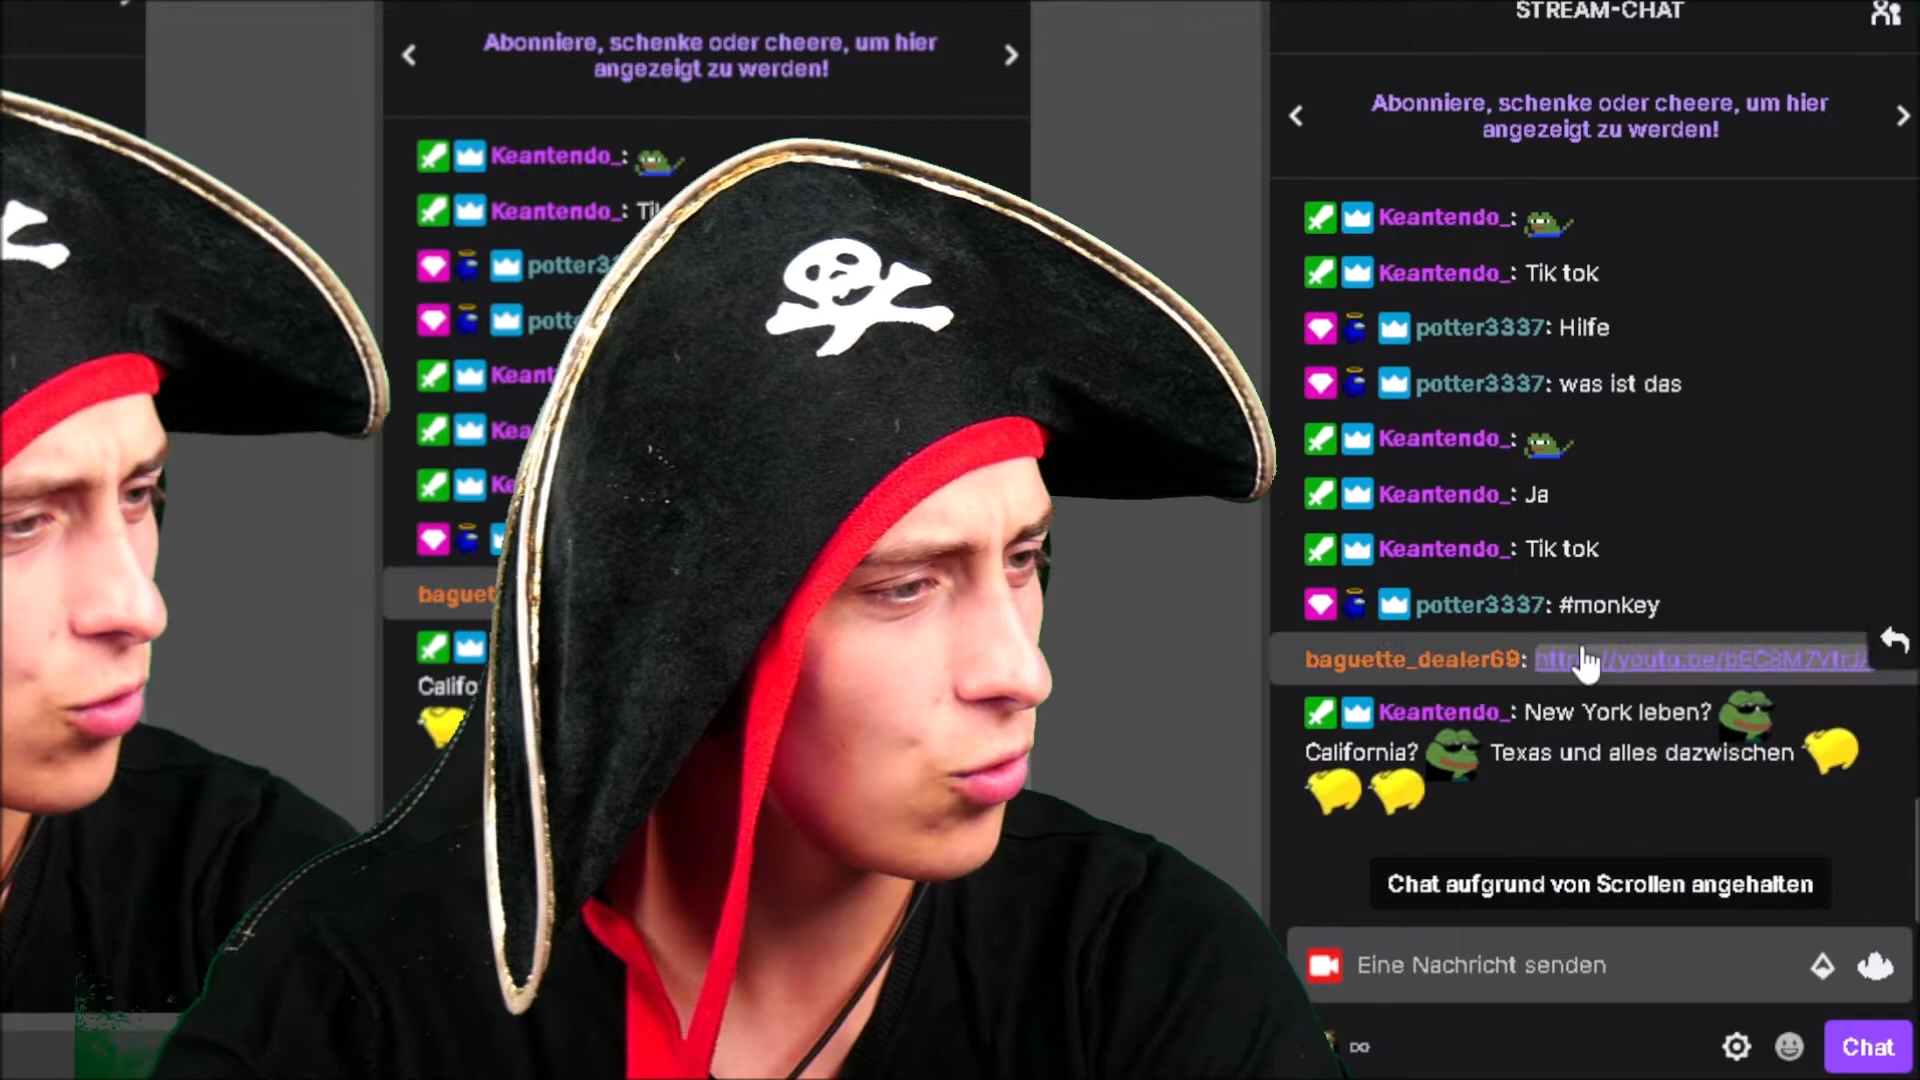 Abonniere, schenke oder cheere, um hier
angezeigt zu werden!
Keantendo_:
Keantendo_: Tik
potter33
Keant
Kea
Ke
baguet
Califo
STREAM-CHAT
Abonniere, schenke oder cheere, um hier
angezeigt zu werden!
Keantendo_:
Keantendo_: Tik tok
potter3337: Hilfe
potter3337: was ist das
Keantendo_:
Keantendo_: Ja
Keantendo_: Tik tok
potter3337: #monkey
baguette_dealer69:
Keantendo_: New York leben?
California? Texas und alles dazwischen
Chat aufgrund von Scrollen angehalten
Eine Nachricht senden
Chat